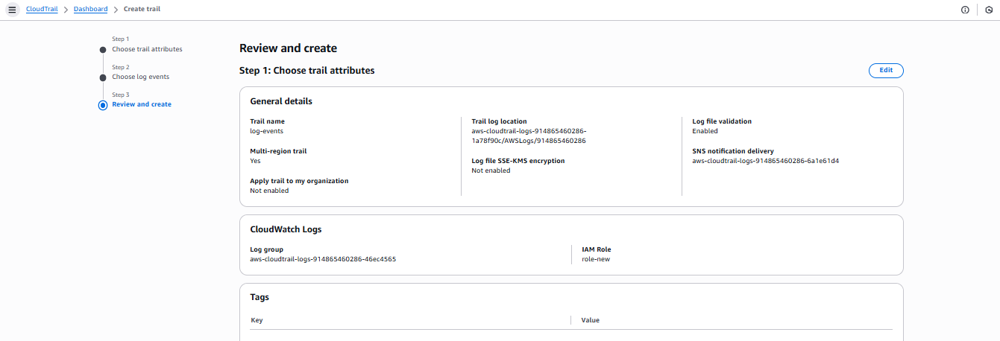 CloudTrail > Dashboard > Create trail
Step 1
Choose trail attributes
Step 2
Choose log events
Step 3
Review and create
Review and create
Step 1: Choose trail attributes
Edit
General details
Trail name
log-events
Multi-region trail
Yes
Apply trail to my organization
Not enabled
Trail log location
aws-cloudtrail-logs-914865460286-
1a78f90c/AWSLogs/914865460286
Log file SSE-KMS encryption
Not enabled
Log file validation
Enabled
SNS notification delivery
aws-cloudtrail-logs-914865460286-6a1e61d4
CloudWatch Logs
Log group
aws-cloudtrail-logs-914865460286-46ec4565
IAM Role
role-new
Tags
Key
Value